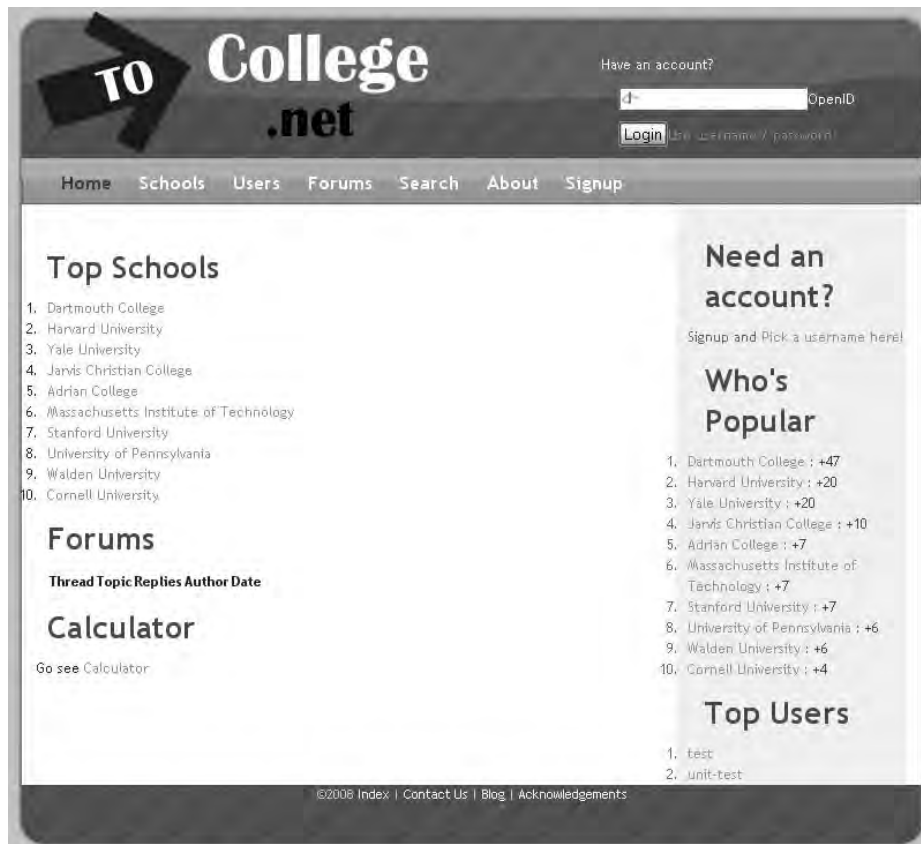 TO College
.net
Have an account?
OpenID
Login Use username / password!
Home Schools Users Forums Search About Signup
Top Schools
1. Dartmouth College
2. Harvard University
3. Yale University
4. Jarvis Christian College
5. Adrian College
6. Massachusetts Institute of Technology
7. Stanford University
8. University of Pennsylvania
9. Walden University
10. Cornell University
Forums
Thread Topic Replies Author Date
Calculator
Go see Calculator
Need an
account?
Signup and Pick a username here!
Who's
Popular
1. Dartmouth College : +47
2. Harvard University : +20
3. Yale University : +20
4. Jarvis Christian College : +10
5. Adrian College : +7
6. Massachusetts Institute of
Technology : +7
7. Stanford University : +7
8. University of Pennsylvania : +6
9. Walden University : +6
10. Cornell University : +4
Top Users
1. test
2. unit-test
©2008 Index | Contact Us | Blog | Acknowledgements